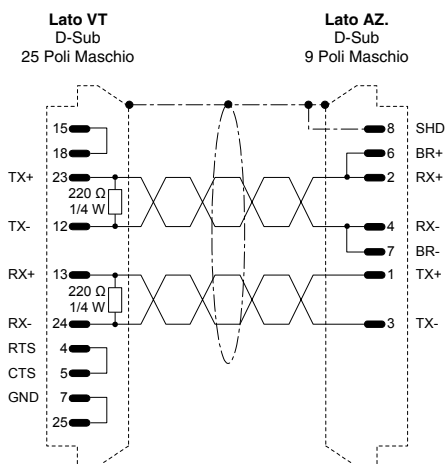 Lato VT
D-Sub
25 Poli Maschio
Lato AZ.
D-Sub
9 Poli Maschio
15
18
TX+ 23
220 Ω
1/4 W
TX- 12
RX+ 13
220 Ω
1/4 W
RX- 24
RTS 4
CTS 5
GND 7
25
8 SHD
6 BR+
2 RX+
4 RX-
7 BR-
1 TX+
3 TX-